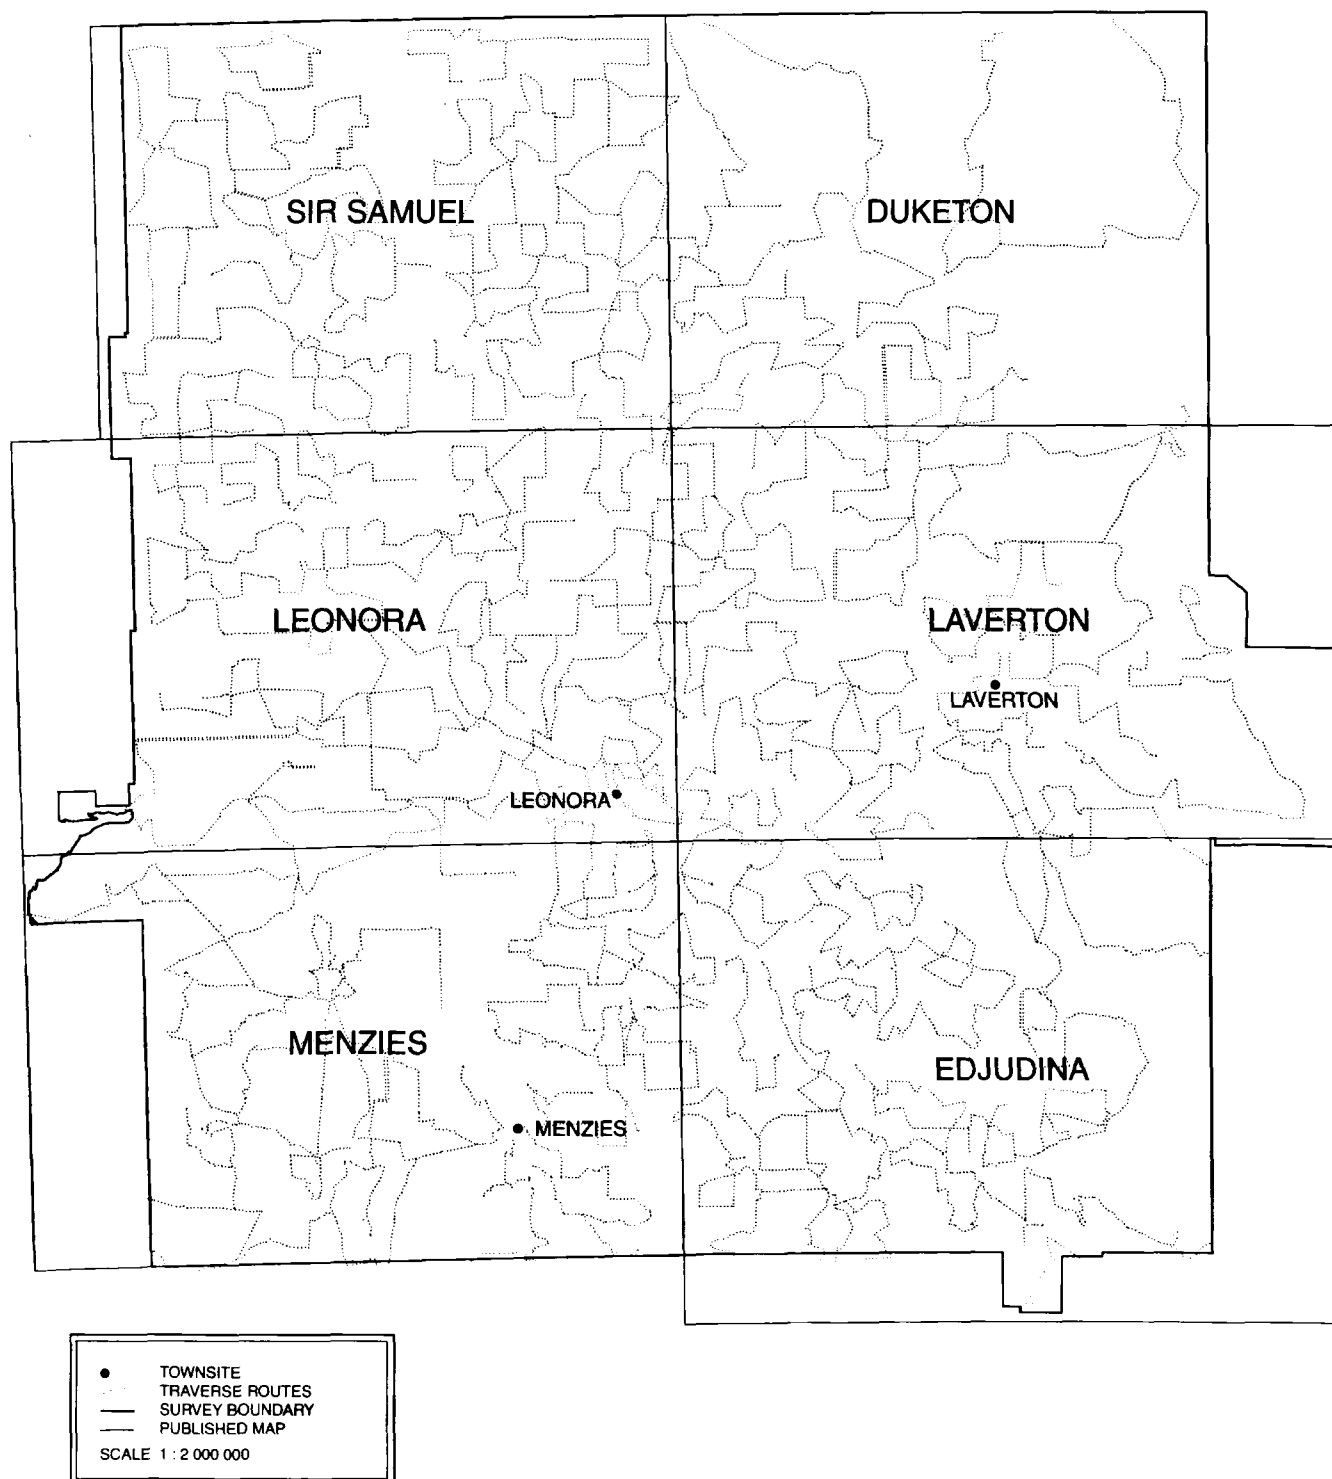 SIR SAMUEL
DUKETON
LEONORA
LAVERTON
LAVERTON
LEONORA
MENZIES
EDJUDINA
MENZIES
TOWNSITE
TRAVERSE ROUTES
SURVEY BOUNDARY
PUBLISHED MAP
SCALE 1 : 2 000 000